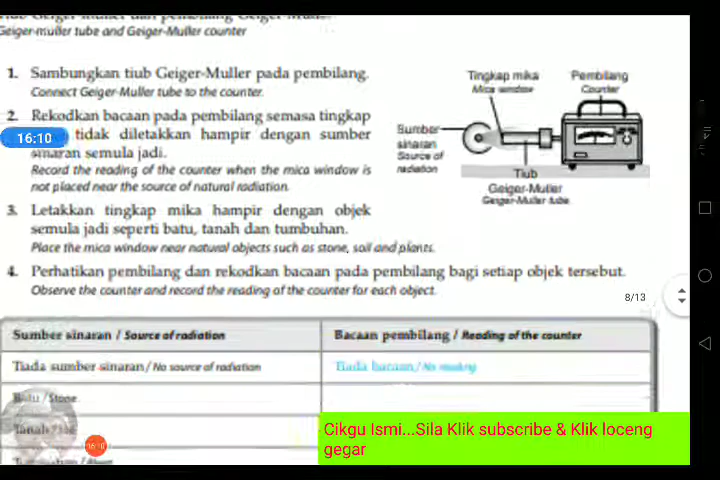 Geiger-muller tube and Geiger-Muller counter
1. Sambungkan tiub Geiger-Muller pada pembilang.
Connect Geiger-Muller tube to the counter.
2. Rekodkan bacaan pada pembilang semasa tingkap
16:10 tidak diletakkan hampir dengan sumber
sinaran semula jadi.
Record the reading of the counter when the mica window is
not placed near the source of natural radiation.
3. Letakkan tingkap mika hampir dengan objek
semula jadi seperti batu, tanah dan tumbuhan.
Place the mica window near natural objects such as stone, soil and plants.
4. Perhatikan pembilang dan rekodkan bacaan pada pembilang bagi setiap objek tersebut.
Observe the counter and record the reading of the counter for each object.
Tingkap mika
Mica window
Pembilang
Counter
Sumber
sinaran
Source of
radiation
Tiub
Geiger-Muller
Geiger-Muller tube
8/13
Sumber sinaran / Source of radiation
Bacaan pembilang / Reading of the counter
Tiada sumber sinaran / No source of radiation
Tiada bacaan / No reading
Batu / Stone
Tanah
16:10
Cikgu Ismi...Sila Klik subscribe & Klik loceng
gegar